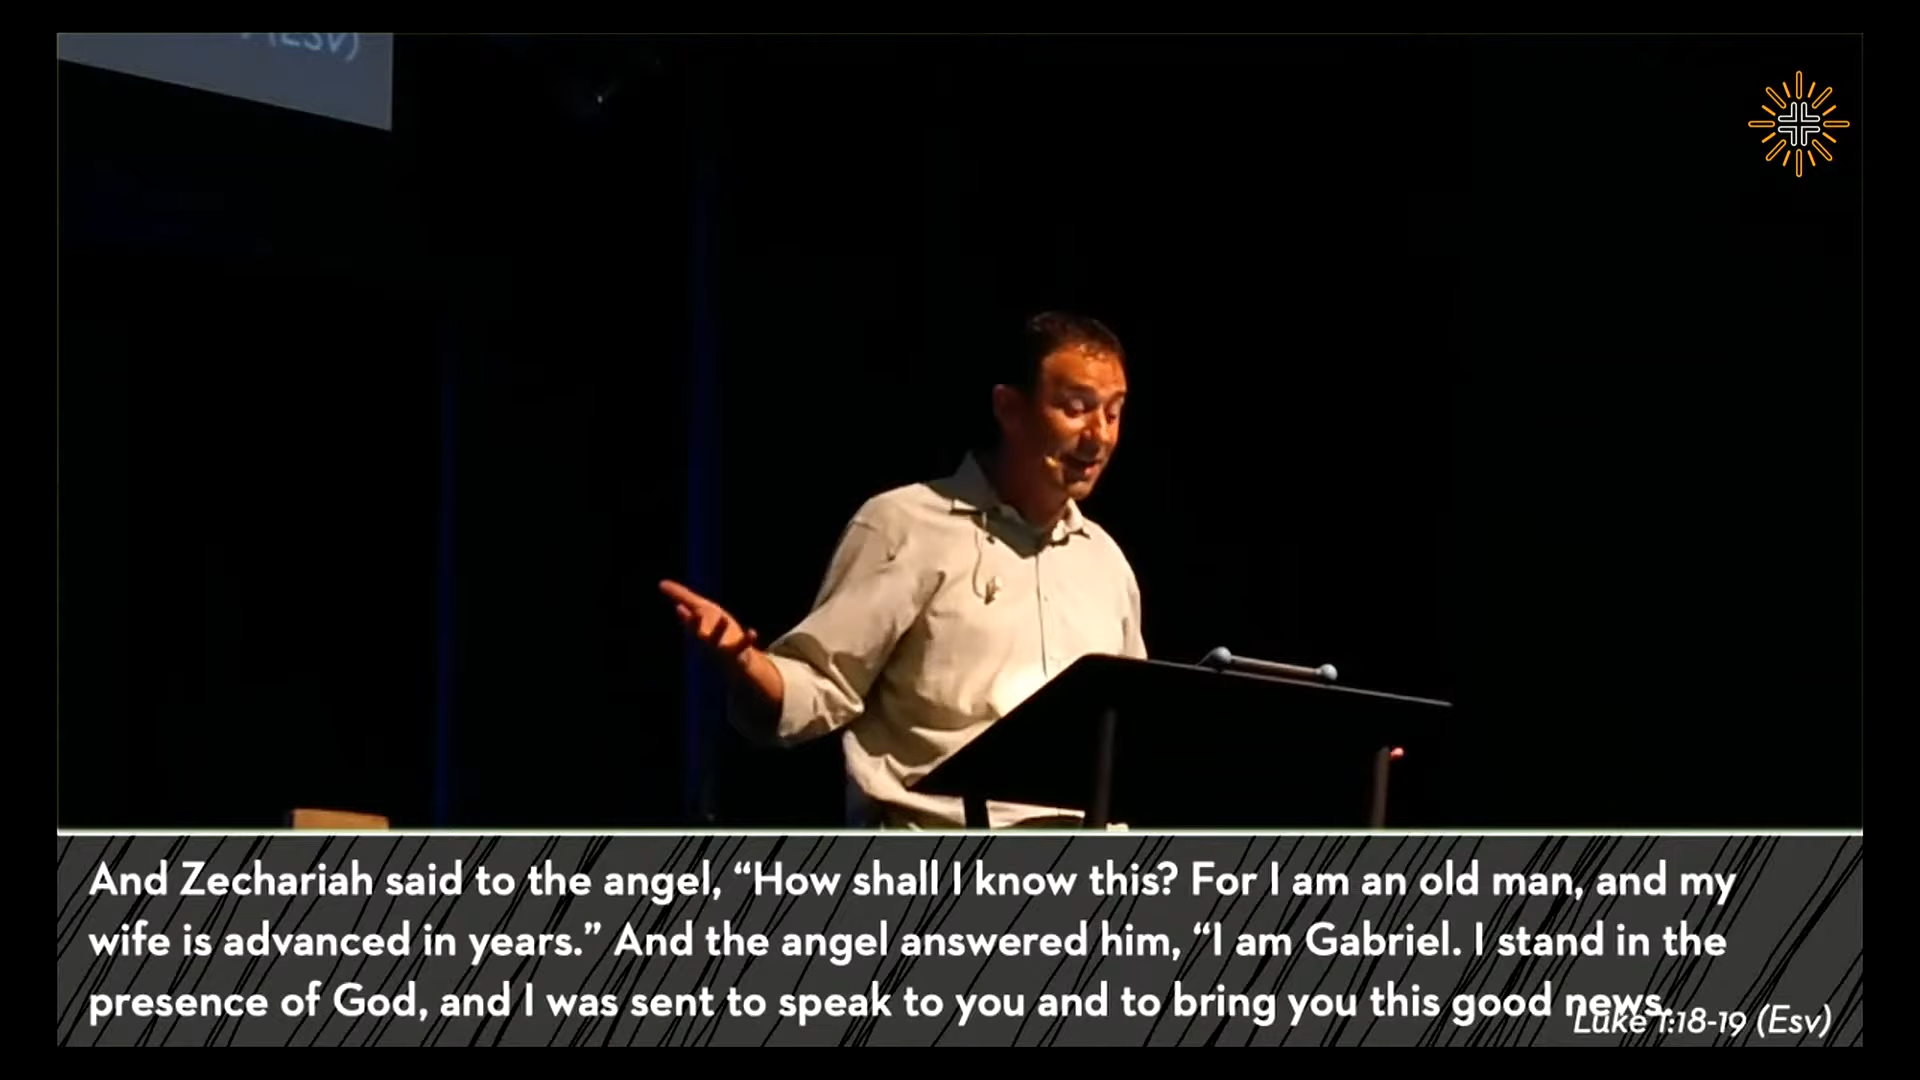 (ESV)
And Zechariah said to the angel, “How shall I know this? For I am an old man, and my
wife is advanced in years.” And the angel answered him, “I am Gabriel. I stand in the
presence of God, and I was sent to speak to you and to bring you this good news.
Luke 1:18-19 (Esv)